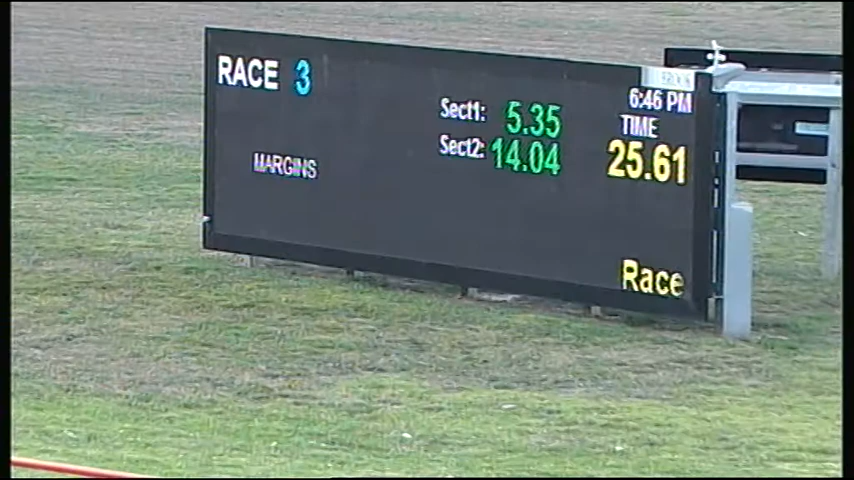 RACE 3
6:46 PM
Sect1: 5.35
TIME
Sect2: 14.04
25.61
MARGINS
Race